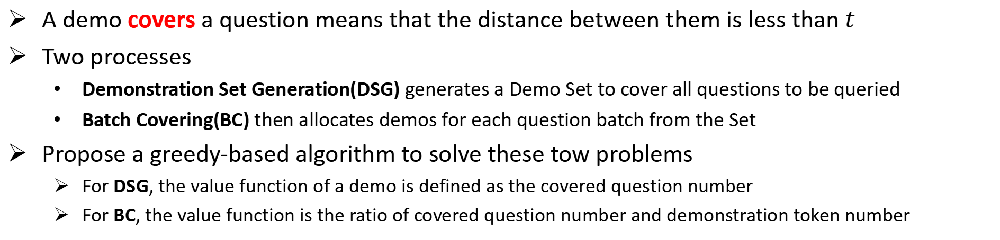 ➢ A demo covers a question means that the distance between them is less than t
➢ Two processes
• Demonstration Set Generation(DSG) generates a Demo Set to cover all questions to be queried
• Batch Covering(BC) then allocates demos for each question batch from the Set
➢ Propose a greedy-based algorithm to solve these tow problems
➢ For DSG, the value function of a demo is defined as the covered question number
➢ For BC, the value function is the ratio of covered question number and demonstration token number